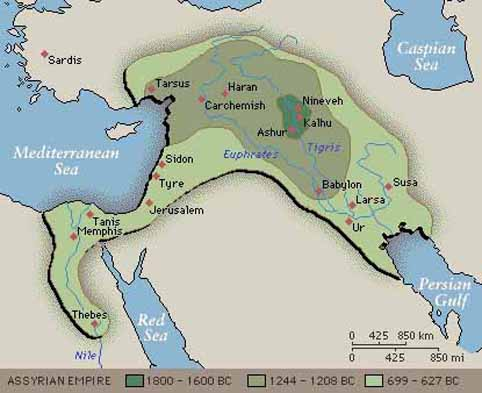 Caspian
Sea
Sardis
Tarsus
Haran
Carchemish
Nineveh
Kalhu
Ashur
Mediterranean
Sea
Sidon
Euphrates
Tigris
Tyre
Babylon
Susa
Larsa
Jerusalem
Ur
Tanis
Memphis
Persian
Gulf
Thebes
Red
Sea
Nile
0 425 850 km
0 425 850 mi
ASSYRIAN EMPIRE 1800 - 1600 BC 1244 - 1208 BC 699 - 627 BC